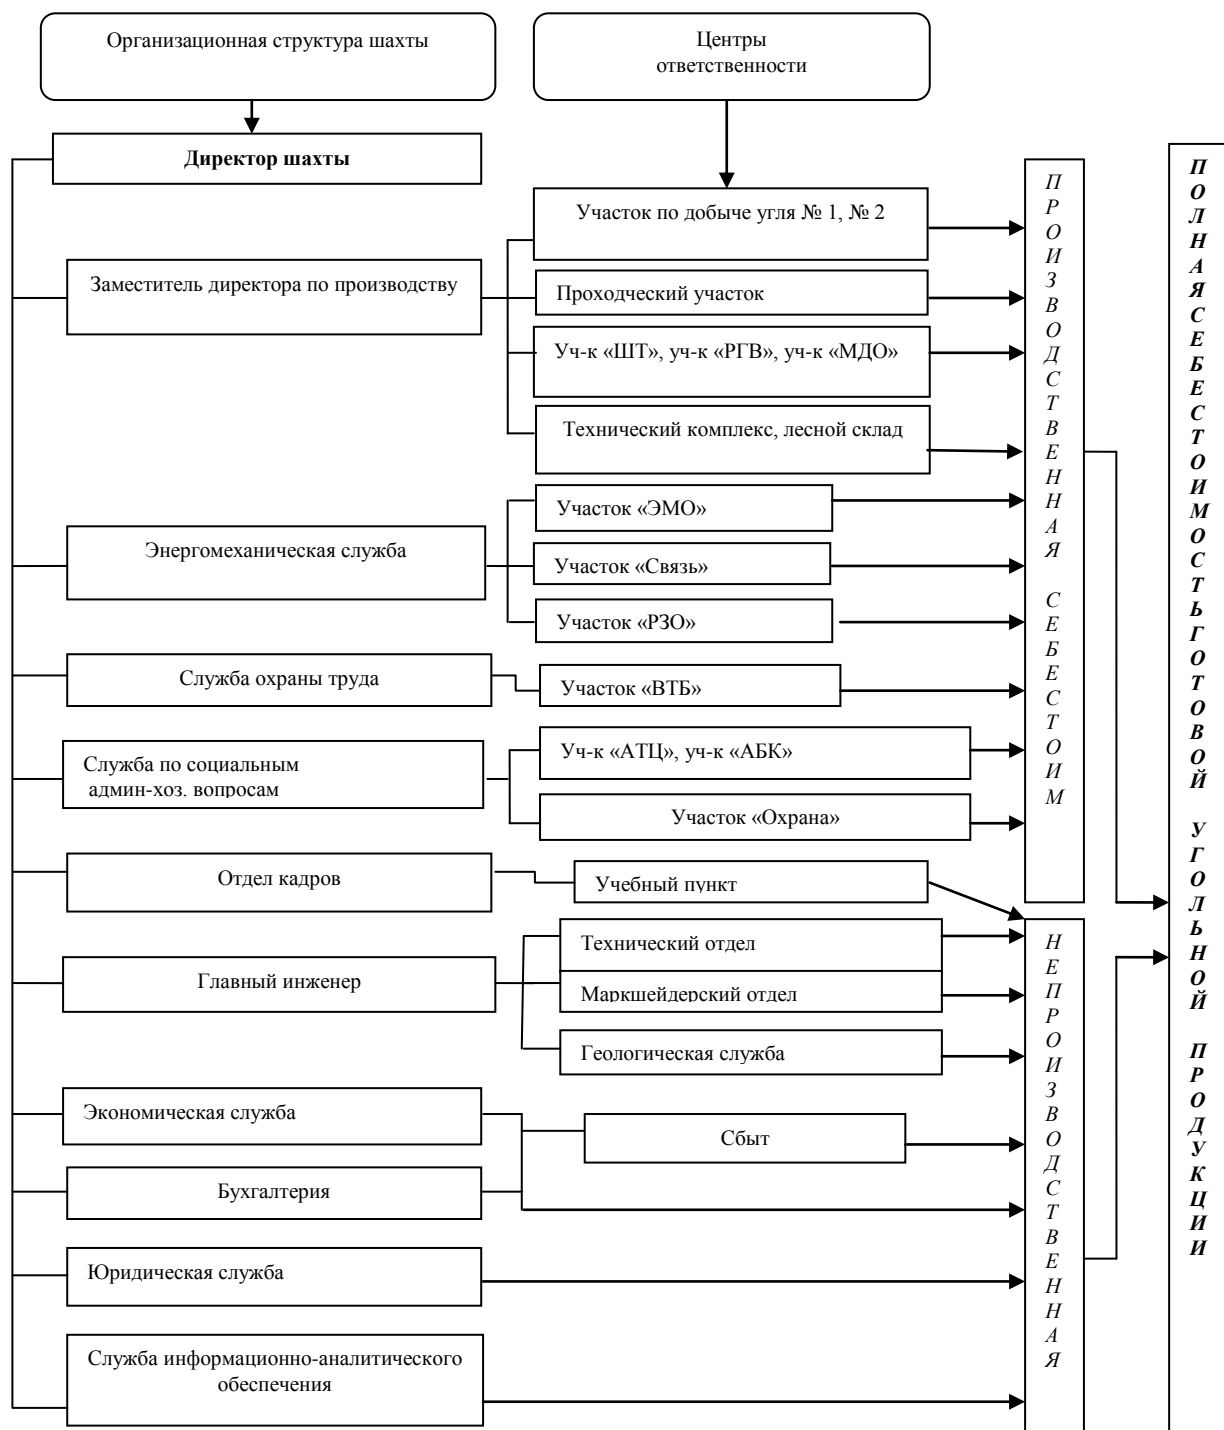 Организационная структура шахты
Центры
ответственности
Директор шахты
Участок по добыче угля № 1, № 2
Заместитель директора по производству
Проходческий участок
Уч-к «ШТ», уч-к «РГВ», уч-к «МДО»
Технический комплекс, лесной склад
Энергомеханическая служба
Участок «ЭМО»
Участок «Связь»
Участок «РЗО»
Служба охраны труда
Участок «ВТБ»
Служба по социальным
админ-хоз. вопросам
Уч-к «АТЦ», уч-к «АБК»
Участок «Охрана»
Отдел кадров
Учебный пункт
Главный инженер
Технический отдел
Маркшейдерский отдел
Геологическая служба
Экономическая служба
Сбыт
Бухгалтерия
Юридическая служба
Служба информационно-аналитического
обеспечения
ПРОИЗВОДСТВЕННАЯ СЕБЕСТОИМ
НЕПРОИЗВОДСТВЕННАЯ
ПОЛНАЯСЕБЕСТОИМОСТЬГОТОВОЙ УГОЛЬНОЙ ПРОДУКЦИИ